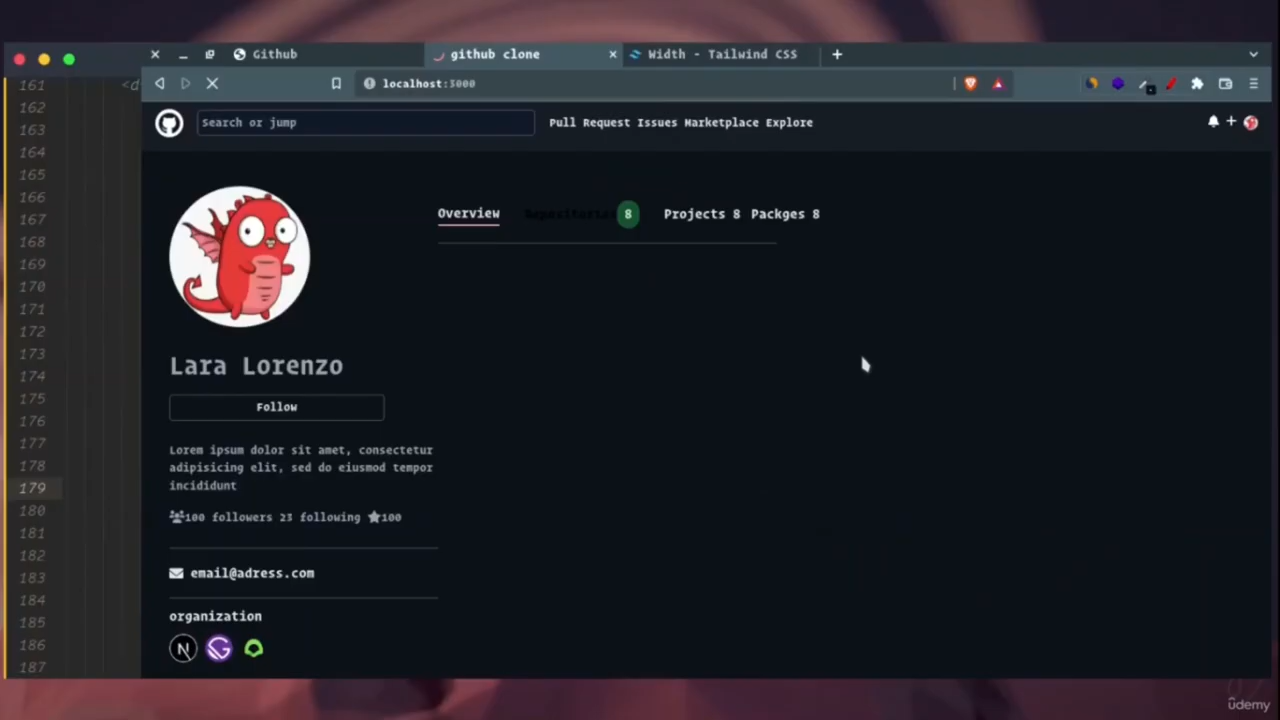 Github
github clone
Width - Tailwind CSS
localhost:3000
Search or jump
Pull Request Issues Marketplace Explore
Overview
Repositories 8
Projects 8 Packges 8
Lara Lorenzo
Follow
Lorem ipsum dolor sit amet, consectetur
adipisicing elit, sed do eiusmod tempor
incididunt
100 followers 23 following 100
email@adress.com
organization
N
161 <d
162
163
164
165
166
167
168
169
170
171
172
173
174
175
176
177
178
179
180
181
182
183
184
185
186
187
ûdemy